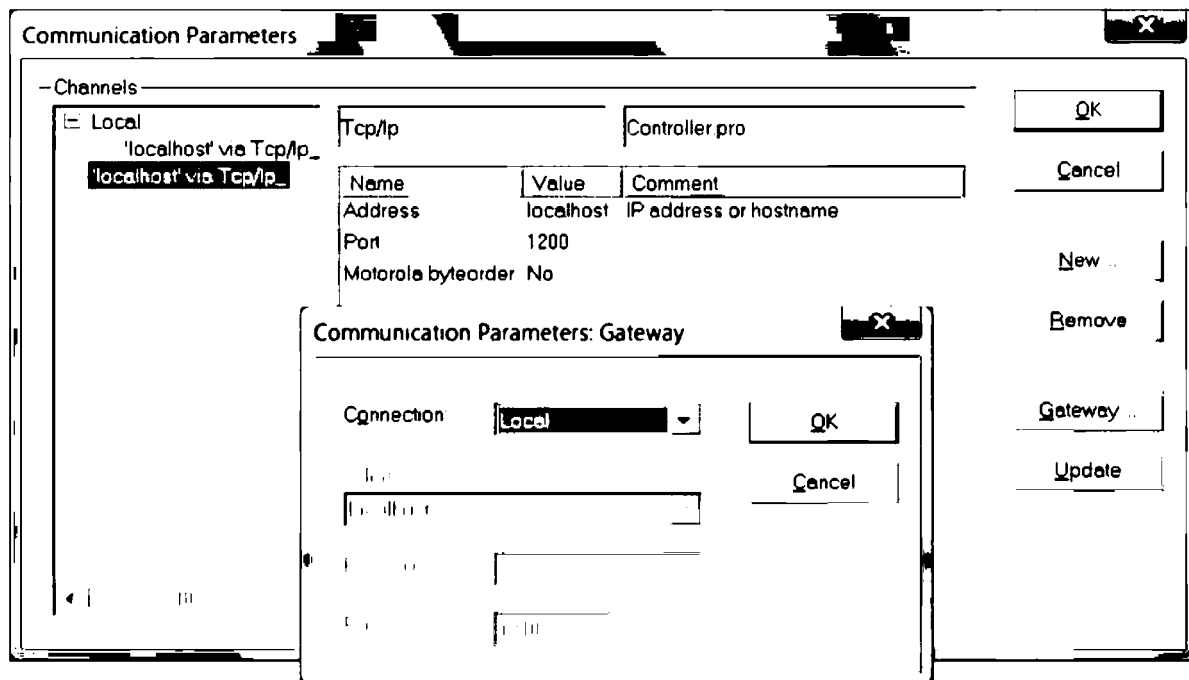 Communication Parameters
Channels
Local
'localhost' via Tcp/Ip_
'localhost' via Tcp/Ip_
Tcp/Ip
Controller.pro
Name Value Comment
Address localhost IP address or hostname
Port 1200
Motorola byteorder No
OK
Cancel
New ..
Remove
Gateway ..
Update
Communication Parameters: Gateway
Connection: Local
OK
Cancel